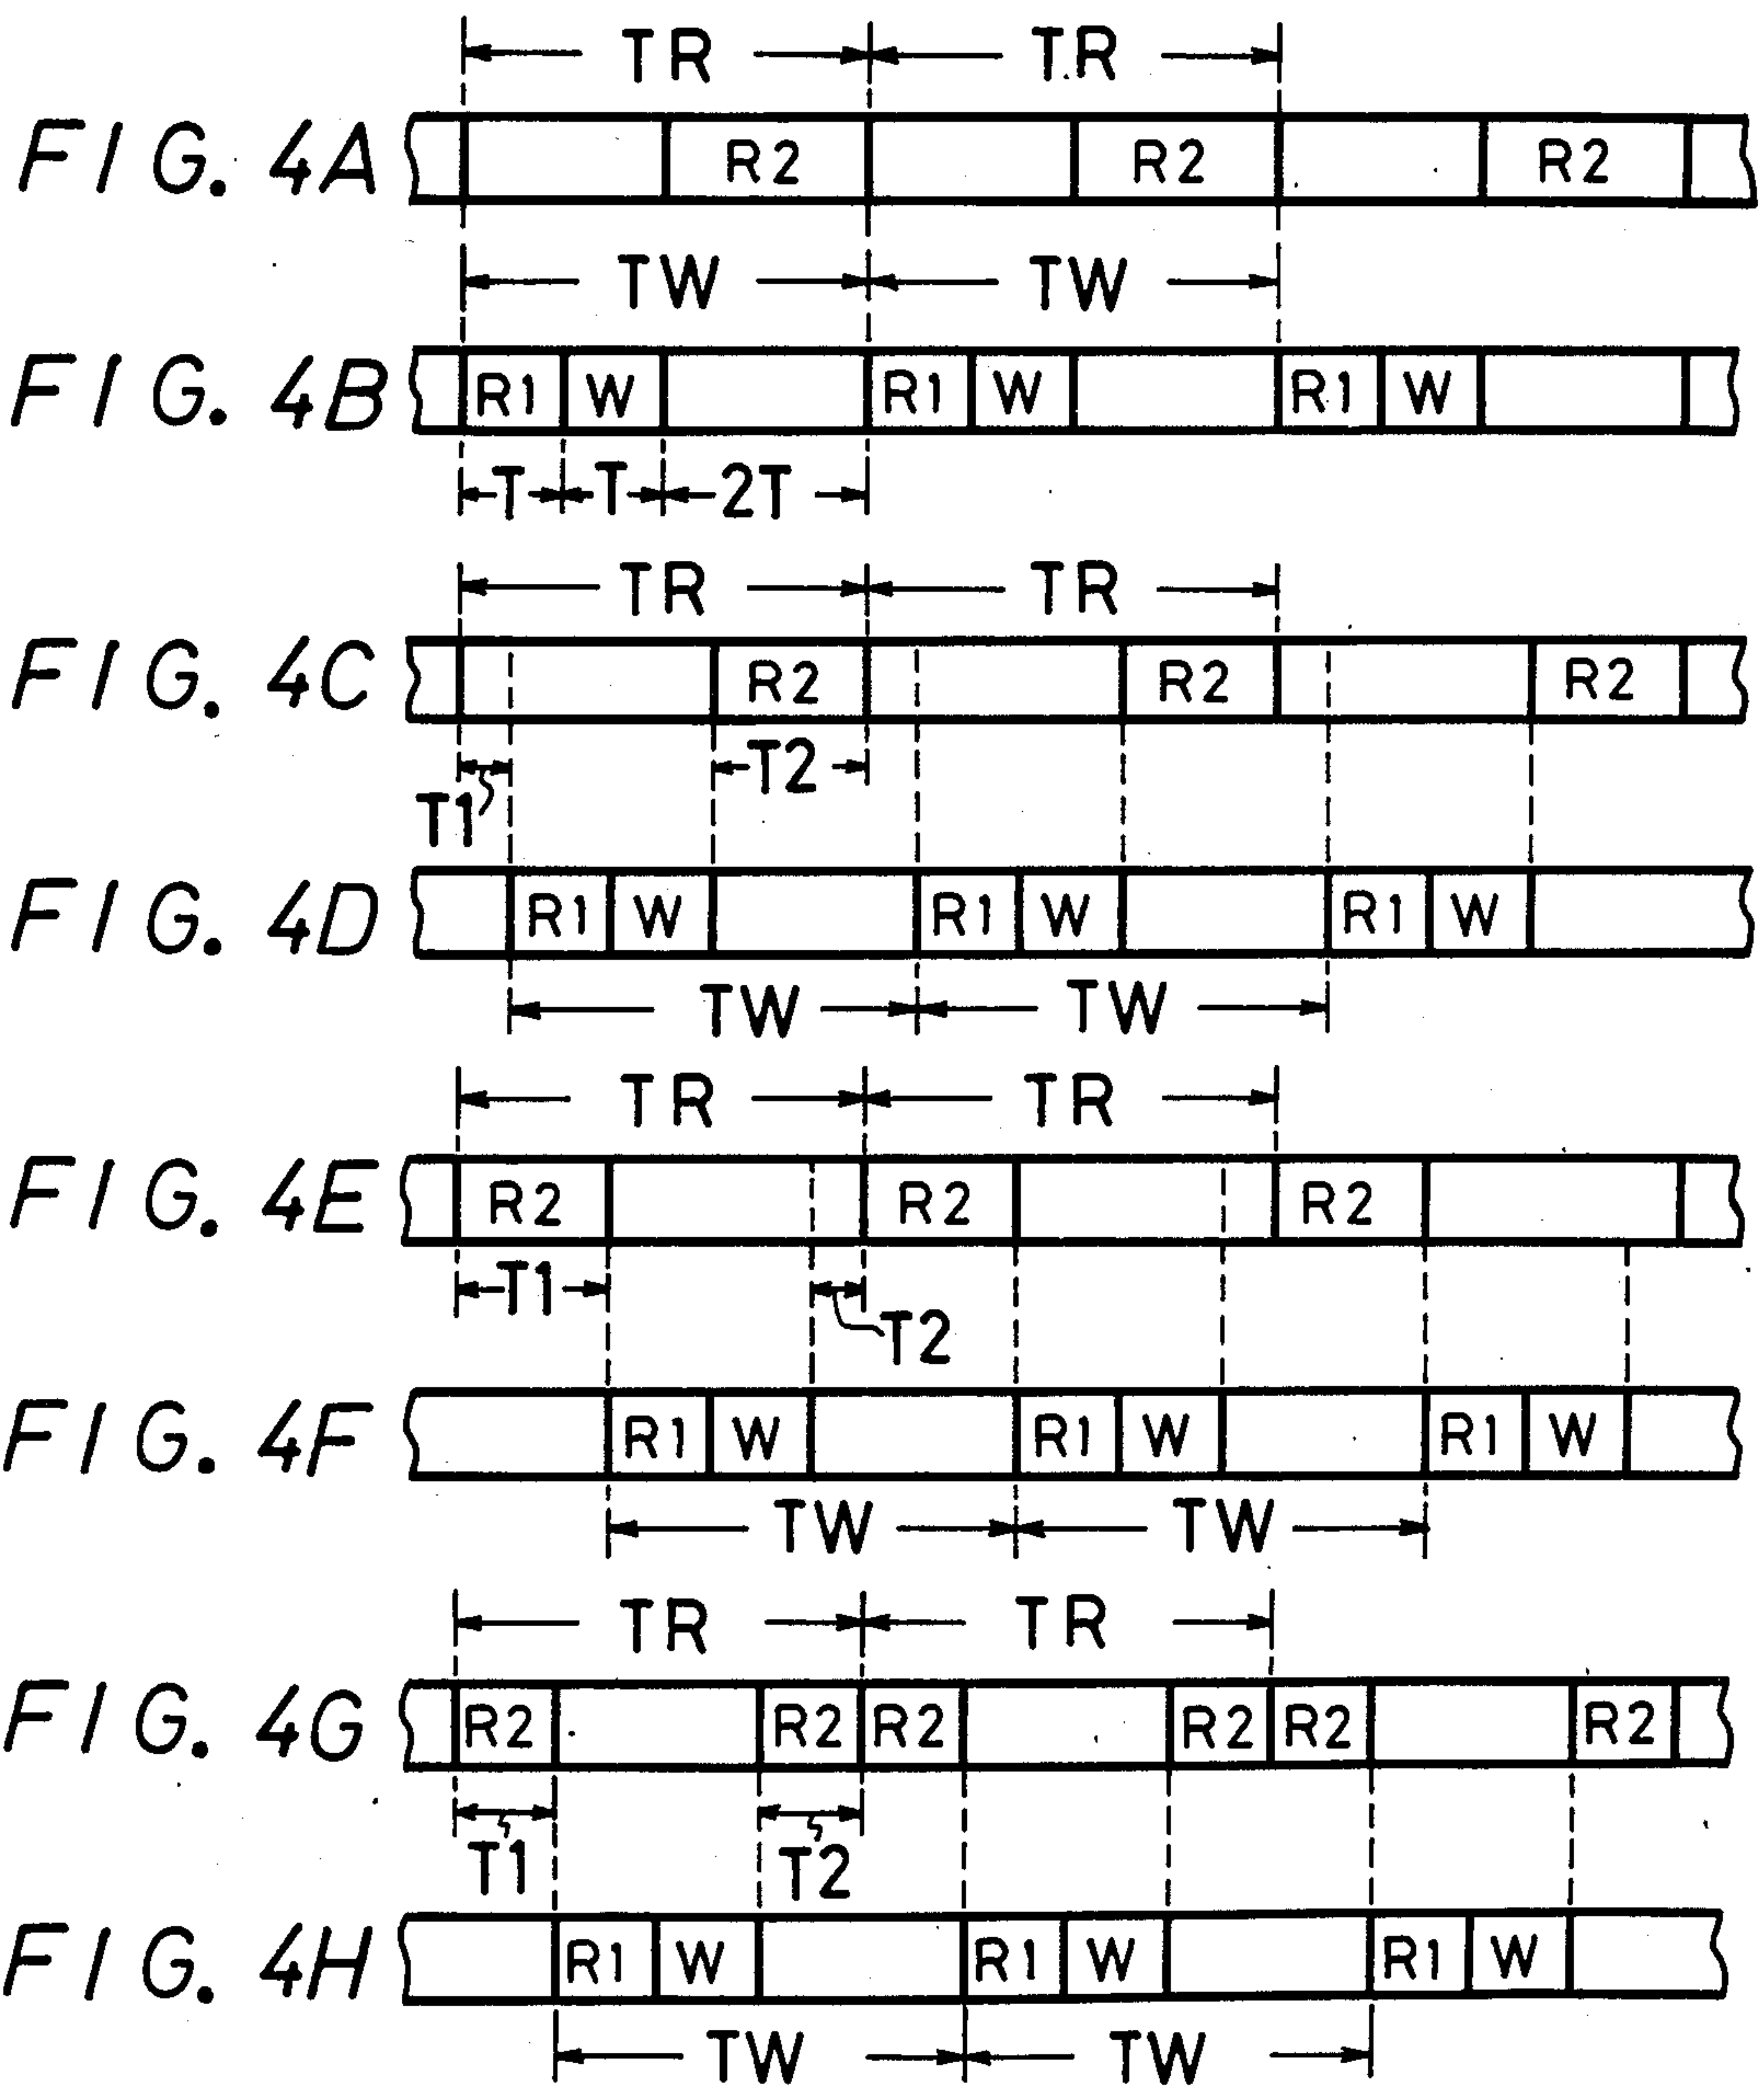 TR TR
FIG. 4A R2 R2 R2
TW TW
FIG. 4B R1 W R1 W R1 W
T T 2T
TR TR
FIG. 4C R2 R2 R2
T1 T2
FIG. 4D R1 W R1 W R1 W
TW TW
TR TR
FIG. 4E R2 R2 R2
T1 T2
FIG. 4F R1 W R1 W R1 W
TW TW
TR TR
FIG. 4G R2 R2 R2 R2 R2 R2
T1 T2
FIG. 4H R1 W R1 W R1 W
TW TW